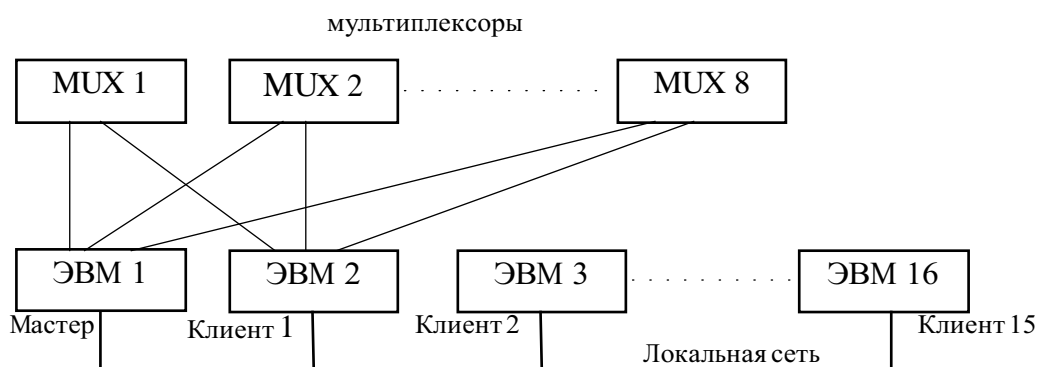 мультиплексоры
MUX 1 MUX 2 MUX 8
ЭВМ 1 ЭВМ 2 ЭВМ 3 ЭВМ 16
Мастер Клиент 1 Клиент 2 Клиент 15
Локальная сеть